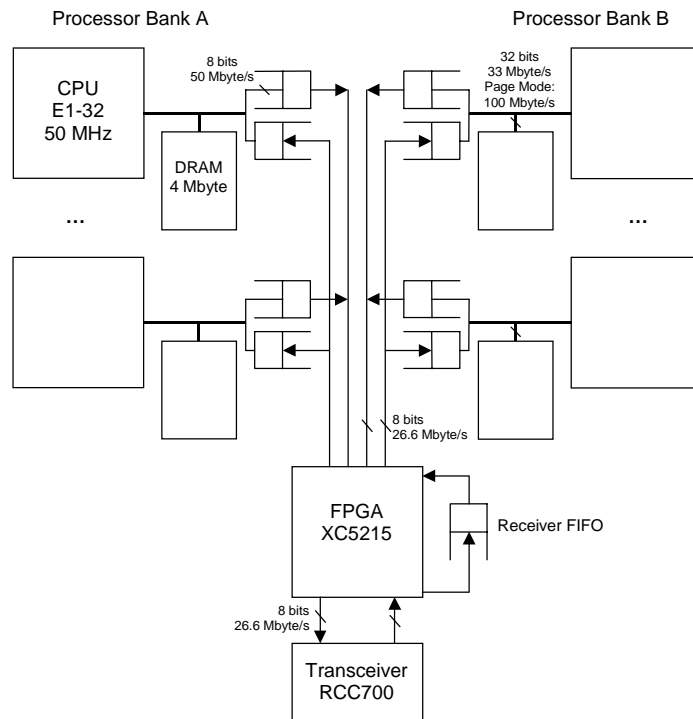 Processor Bank A
Processor Bank B
CPU
E1-32
50 MHz
8 bits
50 Mbyte/s
32 bits
33 Mbyte/s
Page Mode:
100 Mbyte/s
DRAM
4 Mbyte
...
...
8 bits
26.6 Mbyte/s
FPGA
XC5215
Receiver FIFO
8 bits
26.6 Mbyte/s
Transceiver
RCC700